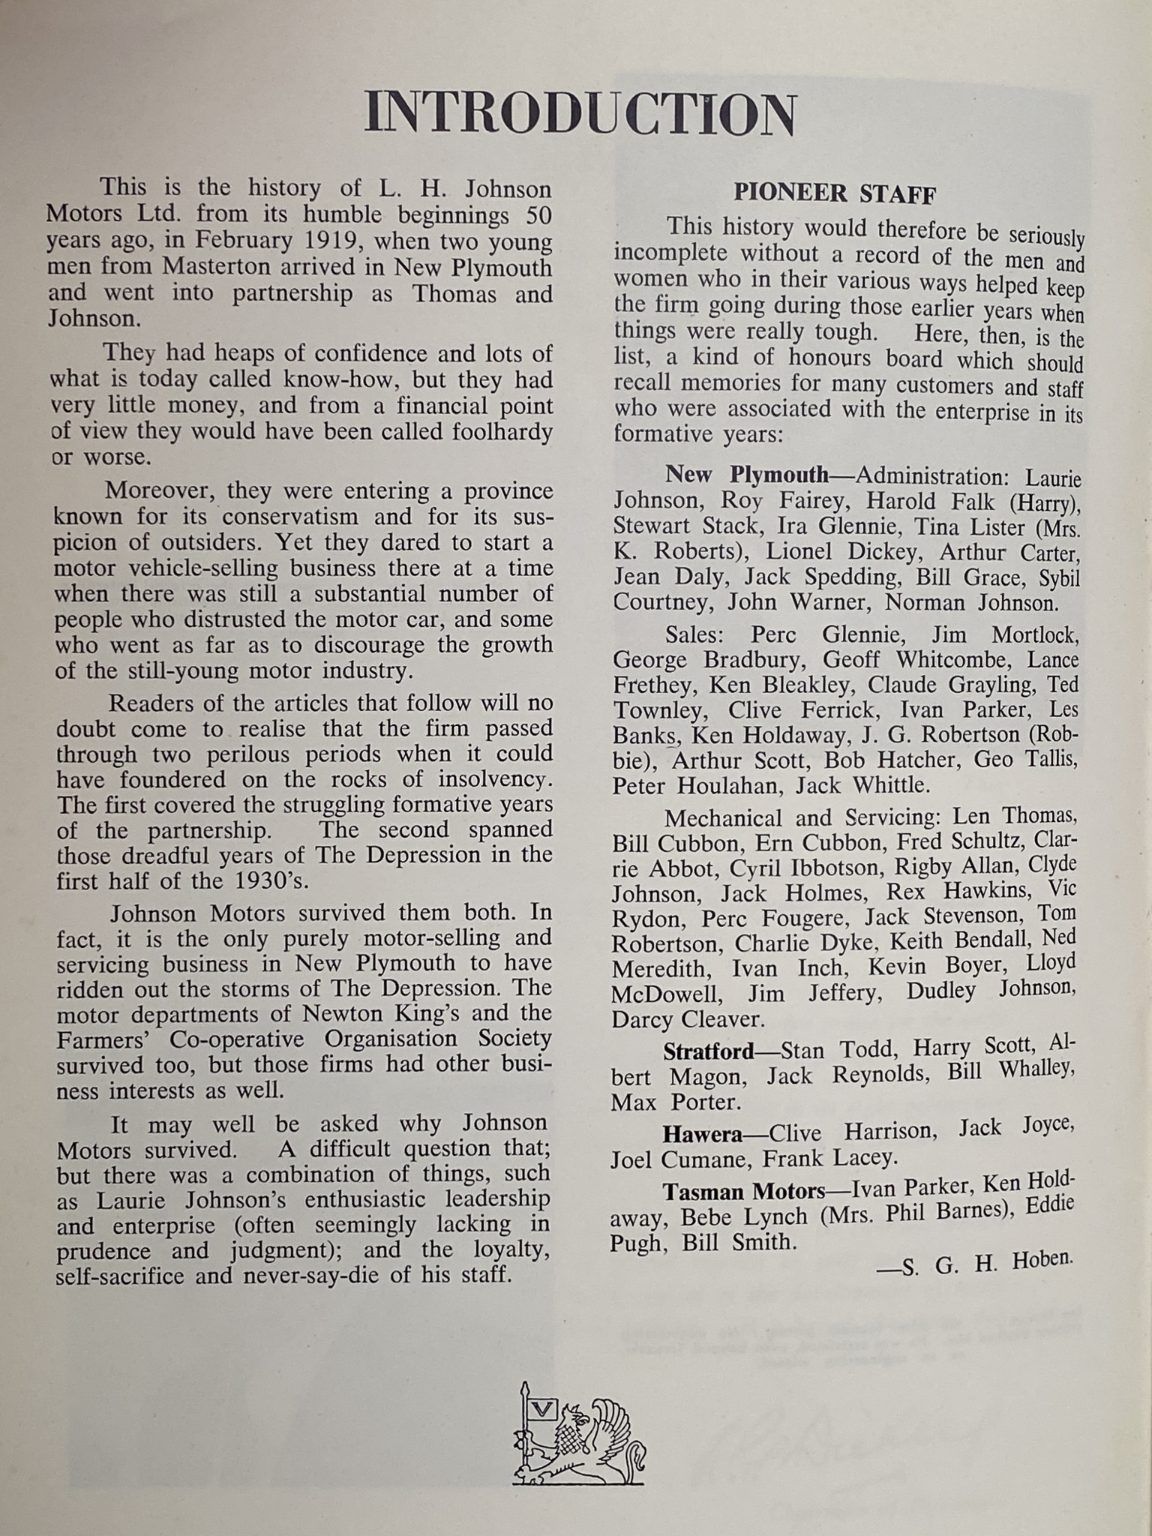 INTRODUCTION
This is the history of L. H. Johnson
Motors Ltd. from its humble beginnings 50
years ago, in February 1919, when two young
men from Masterton arrived in New Plymouth
and went into partnership as Thomas and
Johnson.
They had heaps of confidence and lots of
what is today called know-how, but they had
very little money, and from a financial point
of view they would have been called foolhardy
or worse.
Moreover, they were entering a province
known for its conservatism and for its sus-
picion of outsiders. Yet they dared to start a
motor vehicle-selling business there at a time
when there was still a substantial number of
people who distrusted the motor car, and some
who went as far as to discourage the growth
of the still-young motor industry.
Readers of the articles that follow will no
doubt come to realise that the firm passed
through two perilous periods when it could
have foundered on the rocks of insolvency.
The first covered the struggling formative years
of the partnership. The second spanned
those dreadful years of The Depression in the
first half of the 1930's.
Johnson Motors survived them both. In
fact, it is the only purely motor-selling and
servicing business in New Plymouth to have
ridden out the storms of The Depression. The
motor departments of Newton King's and the
Farmers' Co-operative Organisation Society
survived too, but those firms had other busi-
ness interests as well.
It may well be asked why Johnson
Motors survived. A difficult question that;
but there was a combination of things, such
as Laurie Johnson's enthusiastic leadership
and enterprise (often seemingly lacking in
prudence and judgment); and the loyalty,
self-sacrifice and never-say-die of his staff.
PIONEER STAFF
This history would therefore be seriously
incomplete without a record of the men and
women who in their various ways helped keep
the firm going during those earlier years when
things were really tough. Here, then, is the
list, a kind of honours board which should
recall memories for many customers and staff
who were associated with the enterprise in its
formative years:
New Plymouth—Administration: Laurie
Johnson, Roy Fairey, Harold Falk (Harry),
Stewart Stack, Ira Glennie, Tina Lister (Mrs.
K. Roberts), Lionel Dickey, Arthur Carter,
Jean Daly, Jack Spedding, Bill Grace, Sybil
Courtney, John Warner, Norman Johnson.
Sales: Perc Glennie, Jim Mortlock,
George Bradbury, Geoff Whitcombe, Lance
Frethey, Ken Bleakley, Claude Grayling, Ted
Townley, Clive Ferrick, Ivan Parker, Les
Banks, Ken Holdaway, J. G. Robertson (Rob-
bie), Arthur Scott, Bob Hatcher, Geo Tallis,
Peter Houlahan, Jack Whittle.
Mechanical and Servicing: Len Thomas,
Bill Cubbon, Ern Cubbon, Fred Schultz, Clar-
rie Abbot, Cyril Ibbotson, Rigby Allan, Clyde
Johnson, Jack Holmes, Rex Hawkins, Vic
Rydon, Perc Fougere, Jack Stevenson, Tom
Robertson, Charlie Dyke, Keith Bendall, Ned
Meredith, Ivan Inch, Kevin Boyer, Lloyd
McDowell, Jim Jeffery, Dudley Johnson,
Darcy Cleaver.
Stratford—Stan Todd, Harry Scott, Al-
bert Magon, Jack Reynolds, Bill Whalley,
Max Porter.
Hawera—Clive Harrison, Jack Joyce,
Joel Cumane, Frank Lacey.
Tasman Motors—Ivan Parker, Ken Hold-
away, Bebe Lynch (Mrs. Phil Barnes), Eddie
Pugh, Bill Smith.
—S. G. H. Hoben.
V